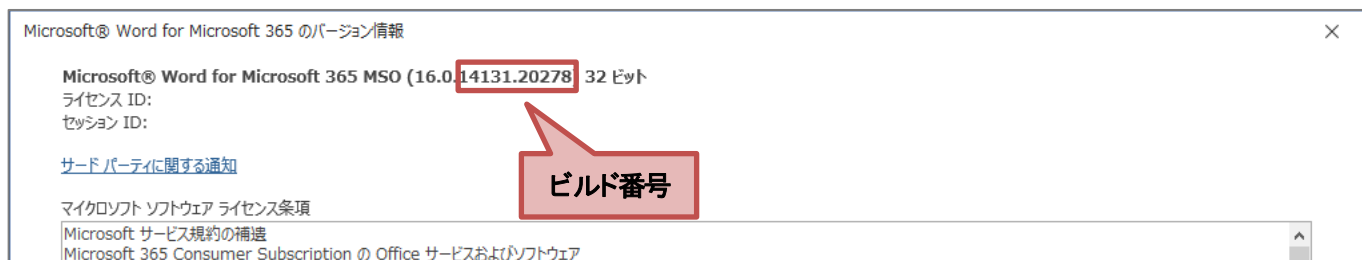 Microsoft® Word for Microsoft 365 のバージョン情報
Microsoft® Word for Microsoft 365 MSO (16.0.14131.20278) 32 ビット
ライセンス ID:
セッション ID:
サード パーティに関する通知
ビルド番号
マイクロソフト ソフトウェア ライセンス条項
Microsoft サービス規約の補遺
Microsoft 365 Consumer Subscription の Office サービスおよびソフトウェア